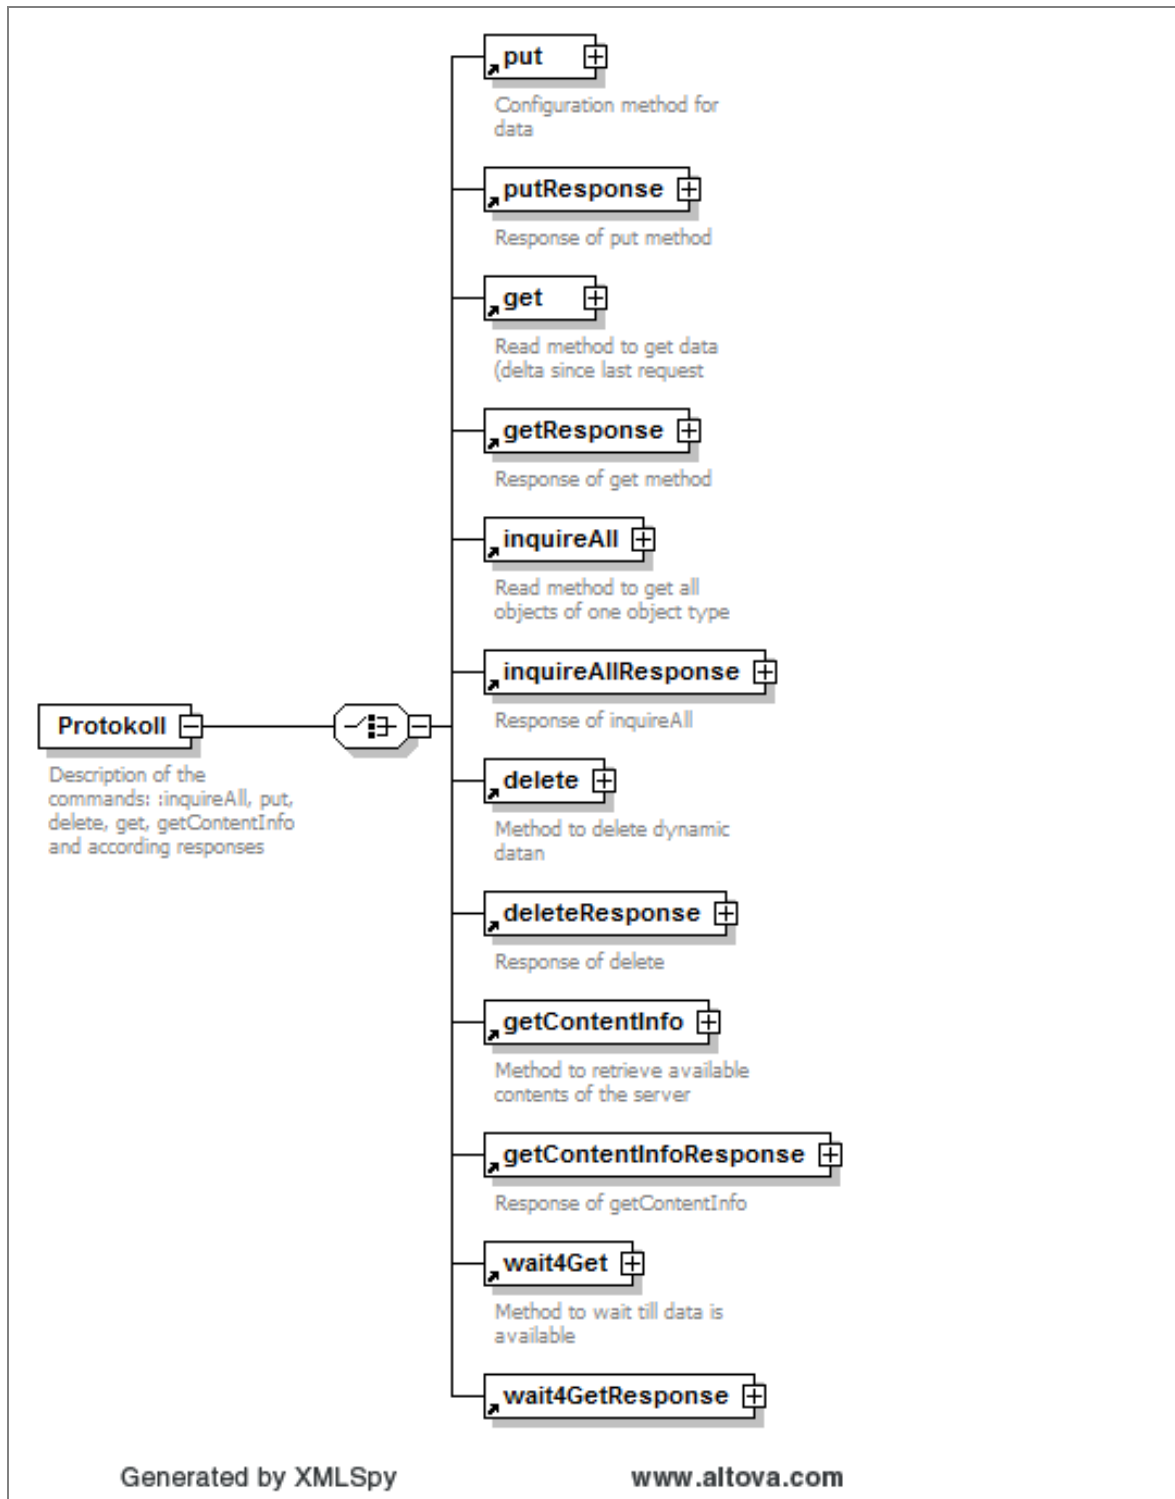 put
Configuration method for
data
putResponse
Response of put method
get
Read method to get data
(delta since last request
getResponse
Response of get method
inquireAll
Read method to get all
objects of one object type
inquireAllResponse
Response of inquireAll
Protokoll
Description of the
commands: :inquireAll, put,
delete, get, getContentInfo
and according responses
delete
Method to delete dynamic
datan
deleteResponse
Response of delete
getContentInfo
Method to retrieve available
contents of the server
getContentInfoResponse
Response of getContentInfo
wait4Get
Method to wait till data is
available
wait4GetResponse
Generated by XMLSpy
www.altova.com